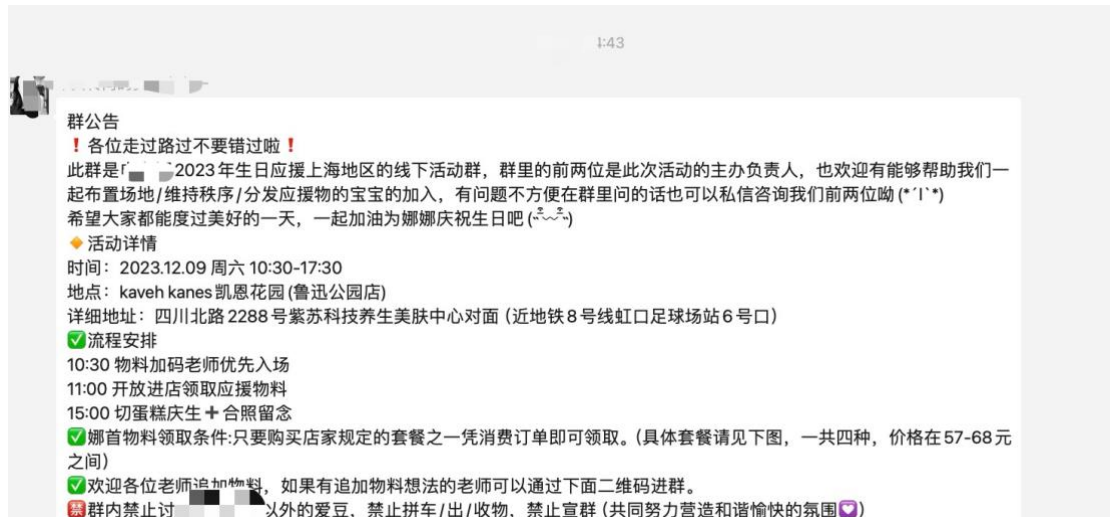 :43
群公告
❗各位走过路过不要错过啦❗
此群是 2023年生日应援上海地区的线下活动群，群里的前两位是此次活动的主办负责人，也欢迎有能够帮助我们一
起布置场地/维持秩序/分发应援物的宝宝的加入，有问题不方便在群里问的话也可以私信咨询我们前两位呦(*´I`*)
希望大家都能度过美好的一天，一起加油为娜娜庆祝生日吧
🔸活动详情
时间：2023.12.09 周六 10:30-17:30
地点：kaveh kanes凯恩花园(鲁迅公园店)
详细地址：四川北路2288号紫苏科技养生美肤中心对面（近地铁8号线虹口足球场站6号口）
✅流程安排
10:30 物料加码老师优先入场
11:00 开放进店领取应援物料
15:00 切蛋糕庆生➕合照留念
✅娜首物料领取条件:只要购买店家规定的套餐之一凭消费订单即可领取。（具体套餐请见下图，一共四种，价格在57-68元
之间）
✅欢迎各位老师追加物料，如果有追加物料想法的老师可以通过下面二维码进群。
🈲群内禁止讨 以外的爱豆，禁止拼车/出/收物，禁止宣群（共同努力营造和谐愉快的氛围💟）